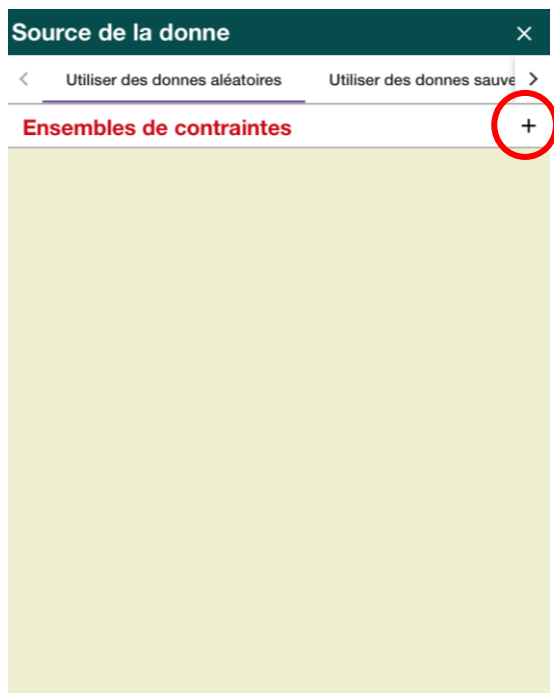 Source de la donne
Utiliser des donnes aléatoires
Utiliser des donnes sauve
Ensembles de contraintes